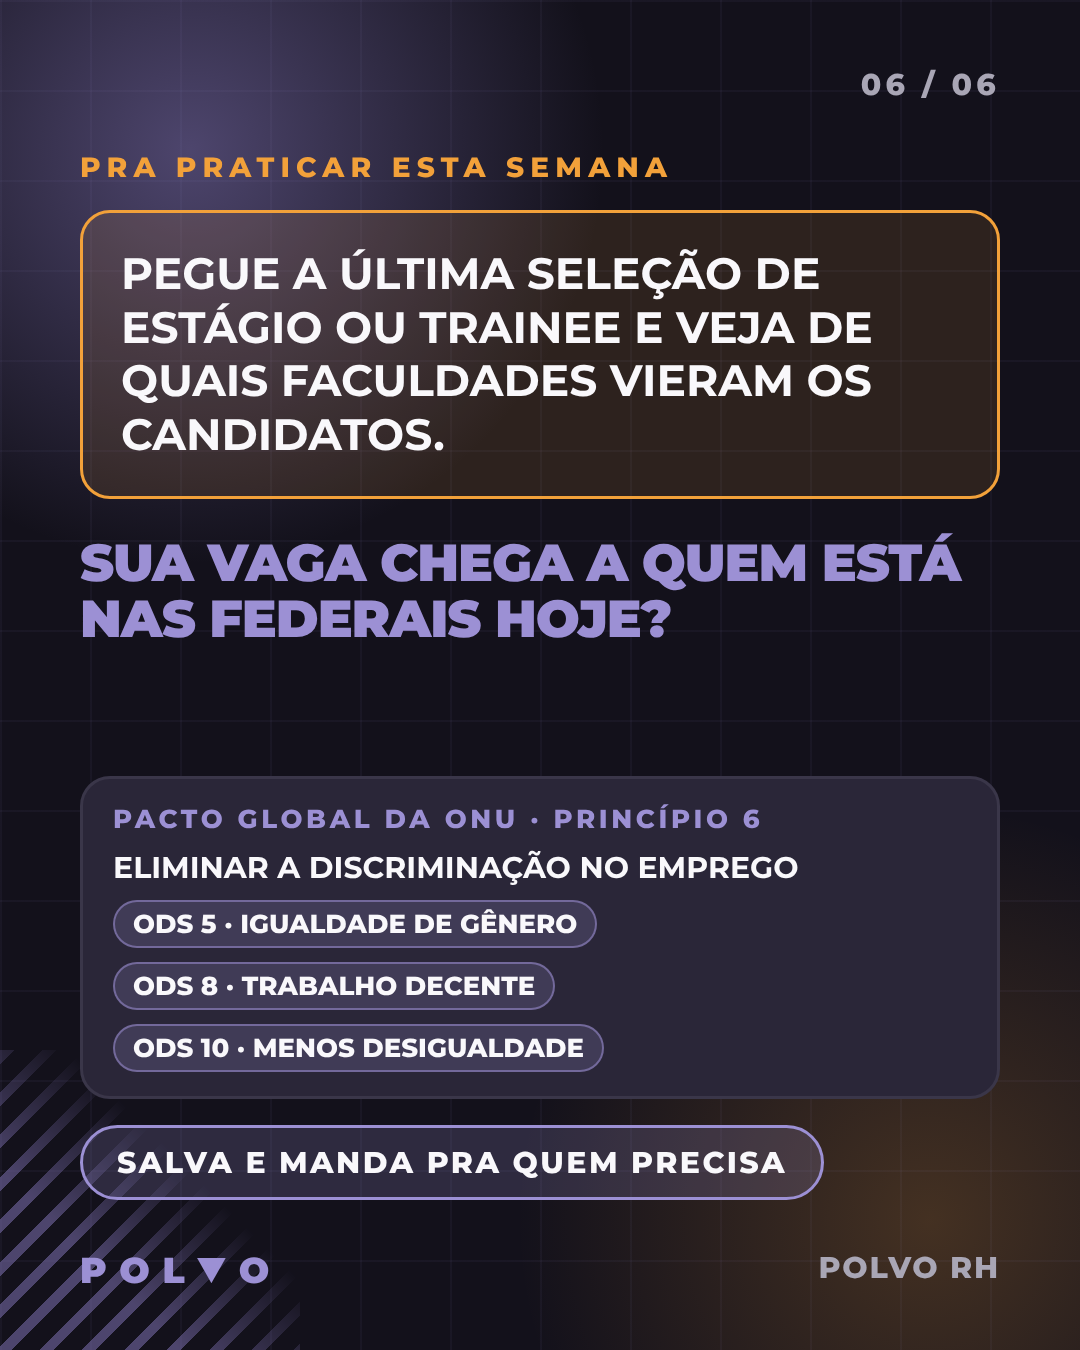 06 / 06
PRA PRATICAR ESTA SEMANA
PEGUE A ÚLTIMA SELEÇÃO DE
ESTÁGIO OU TRAINEE E VEJA DE
QUAIS FACULDADES VIERAM OS
CANDIDATOS.
SUA VAGA CHEGA A QUEM ESTÁ
NAS FEDERAIS HOJE?
PACTO GLOBAL DA ONU · PRINCÍPIO 6
ELIMINAR A DISCRIMINAÇÃO NO EMPREGO
ODS 5 · IGUALDADE DE GÊNERO
ODS 8 · TRABALHO DECENTE
ODS 10 · MENOS DESIGUALDADE
SALVA E MANDA PRA QUEM PRECISA
POL▼O
POLVO RH